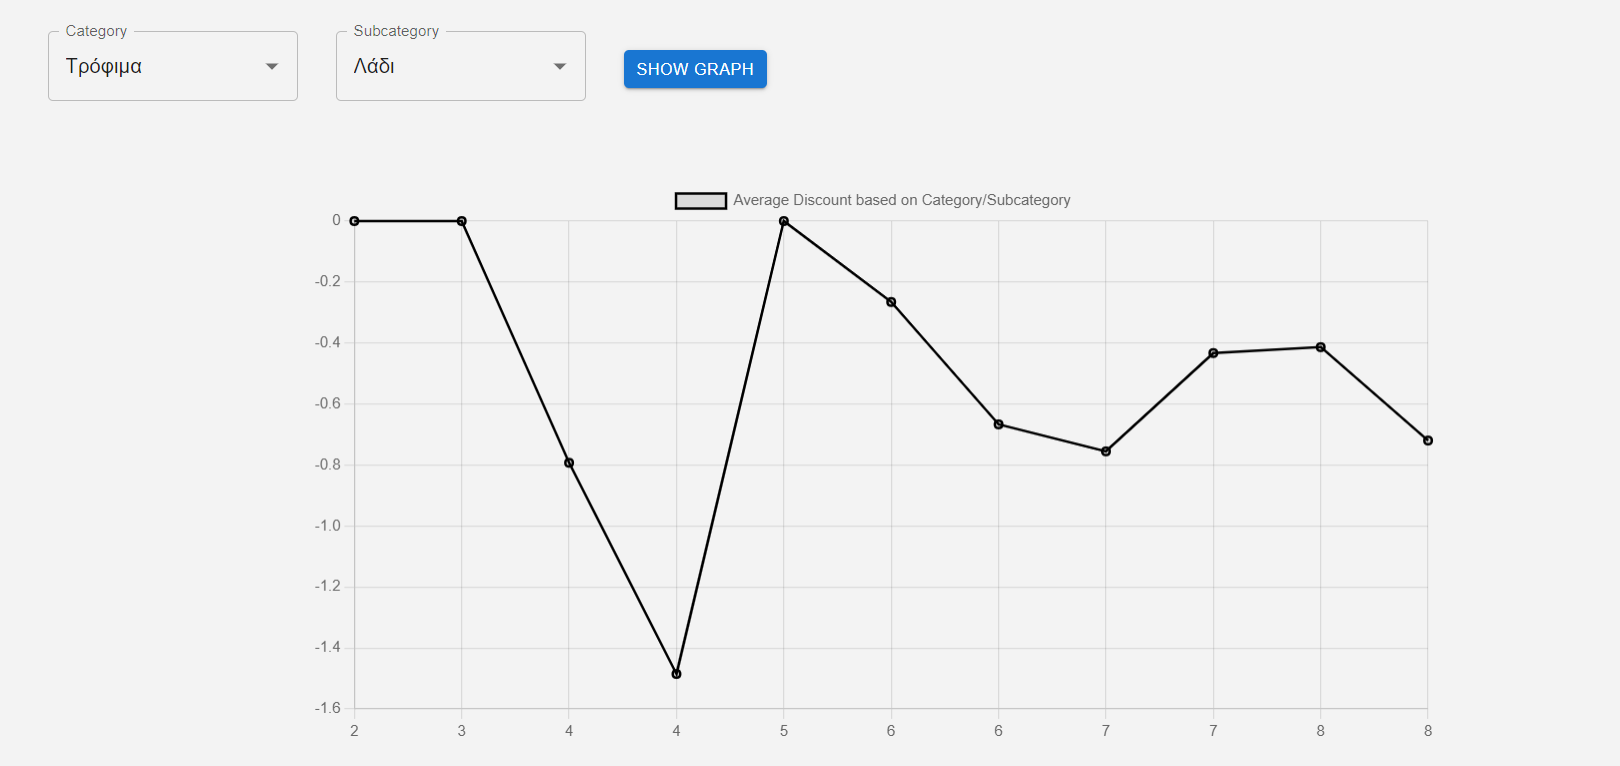 Category
Subcategory
Τρόφιμα
Λάδι
SHOW GRAPH
Average Discount based on Category/Subcategory
0
-0.2
-0.4
-0.6
-0.8
-1.0
-1.2
-1.4
-1.6
2 3 4 4 5 6 6 7 7 8 8